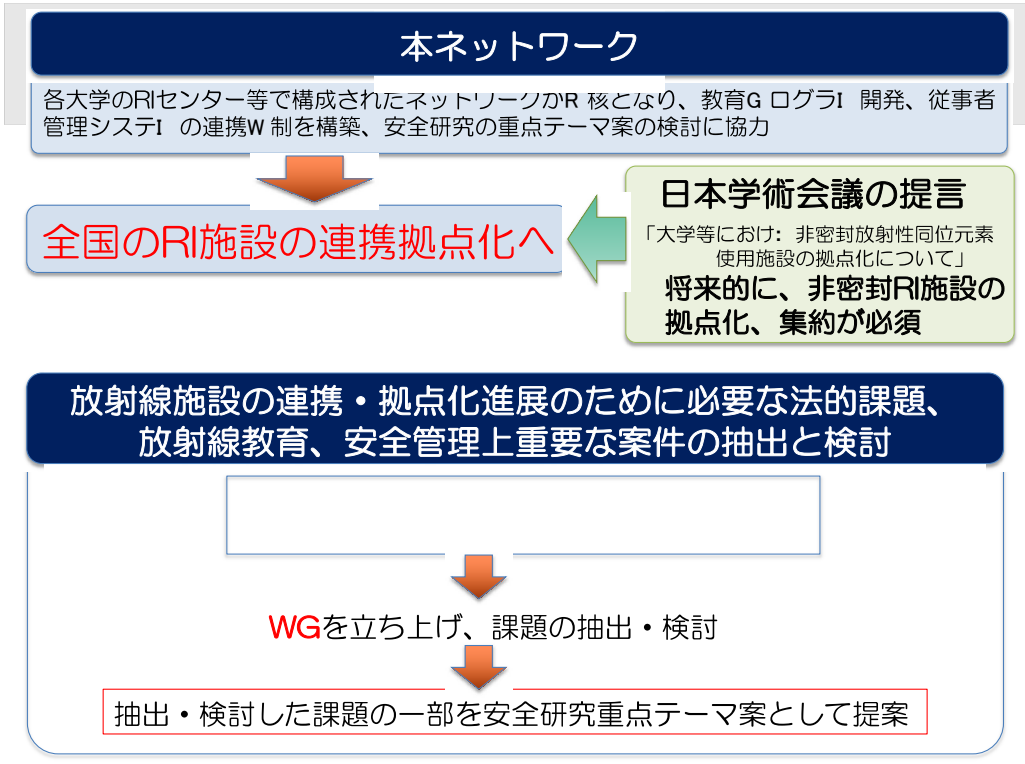 本ネットワーク
各大学のRIセンター等で構成されたネットワークがR 核となり、教育G ログラI 開発、従事者
管理システI の連携W 制を構築、安全研究の重点テーマ案の検討に協力
全国のRI施設の連携拠点化へ
日本学術会議の提言
「大学等におけ: 非密封放射性同位元素
使用施設の拠点化について」
将来的に、非密封RI施設の
拠点化、集約が必須
放射線施設の連携・拠点化進展のために必要な法的課題、
放射線教育、安全管理上重要な案件の抽出と検討
WGを立ち上げ、課題の抽出・検討
抽出・検討した課題の一部を安全研究重点テーマ案として提案